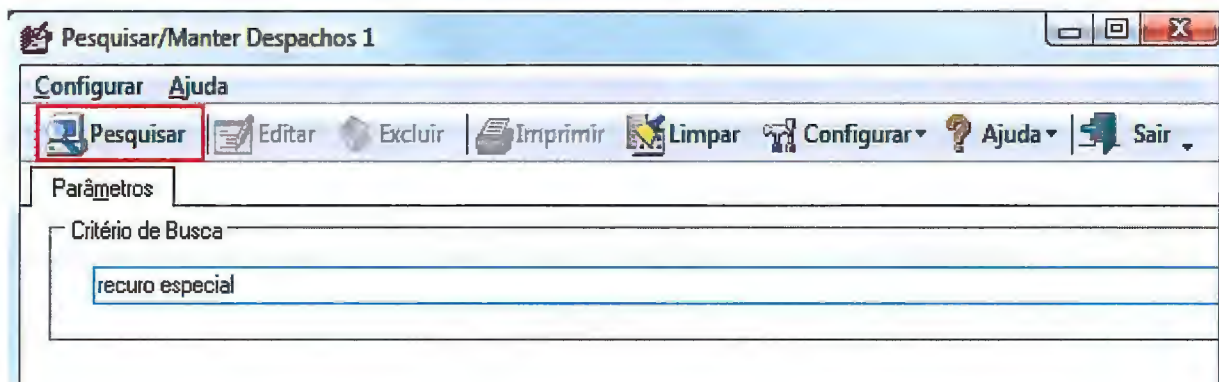 Pesquisar/Manter Despachos 1
Configurar Ajuda
Pesquisar Editar Excluir Imprimir Limpar Configurar Ajuda Sair
Parâmetros
Critério de Busca
recuro especial